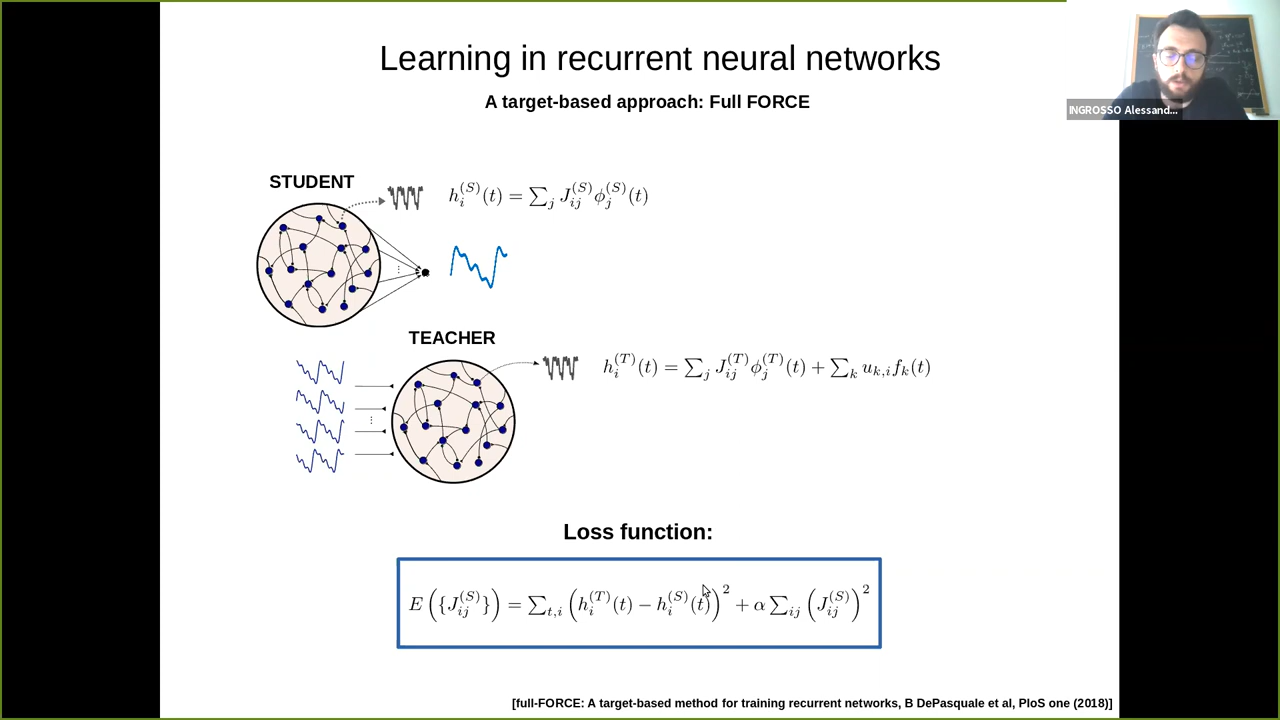 Learning in recurrent neural networks
A target-based approach: Full FORCE
INGROSSO Alessand...
STUDENT
$h_i^{(S)}(t) = \sum_j J_{ij}^{(S)} \phi_j^{(S)}(t)$
TEACHER
$h_i^{(T)}(t) = \sum_j J_{ij}^{(T)} \phi_j^{(T)}(t) + \sum_k u_{k,i} f_k(t)$
Loss function:
$E\left(\{J_{ij}^{(S)}\}\right) = \sum_{t,i} \left(h_i^{(T)}(t) - h_i^{(S)}(t)\right)^2 + \alpha \sum_{ij} \left(J_{ij}^{(S)}\right)^2$
[full-FORCE: A target-based method for training recurrent networks, B DePasquale et al, PloS one (2018)]